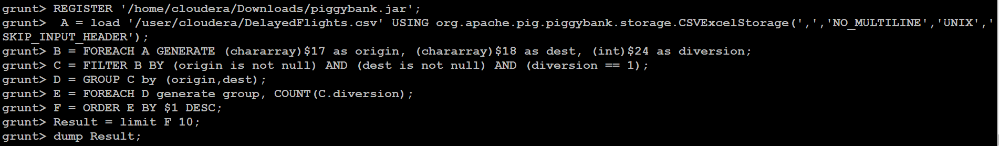 grunt> REGISTER '/home/cloudera/Downloads/piggybank.jar';
grunt>  A = load '/user/cloudera/DelayedFlights.csv' USING org.apache.pig.piggybank.storage.CSVExcelStorage(',','NO_MULTILINE','UNIX','
SKIP_INPUT_HEADER');
grunt> B = FOREACH A GENERATE (chararray)$17 as origin, (chararray)$18 as dest, (int)$24 as diversion;
grunt> C = FILTER B BY (origin is not null) AND (dest is not null) AND (diversion == 1);
grunt> D = GROUP C by (origin,dest);
grunt> E = FOREACH D generate group, COUNT(C.diversion);
grunt> F = ORDER E BY $1 DESC;
grunt> Result = limit F 10;
grunt> dump Result;